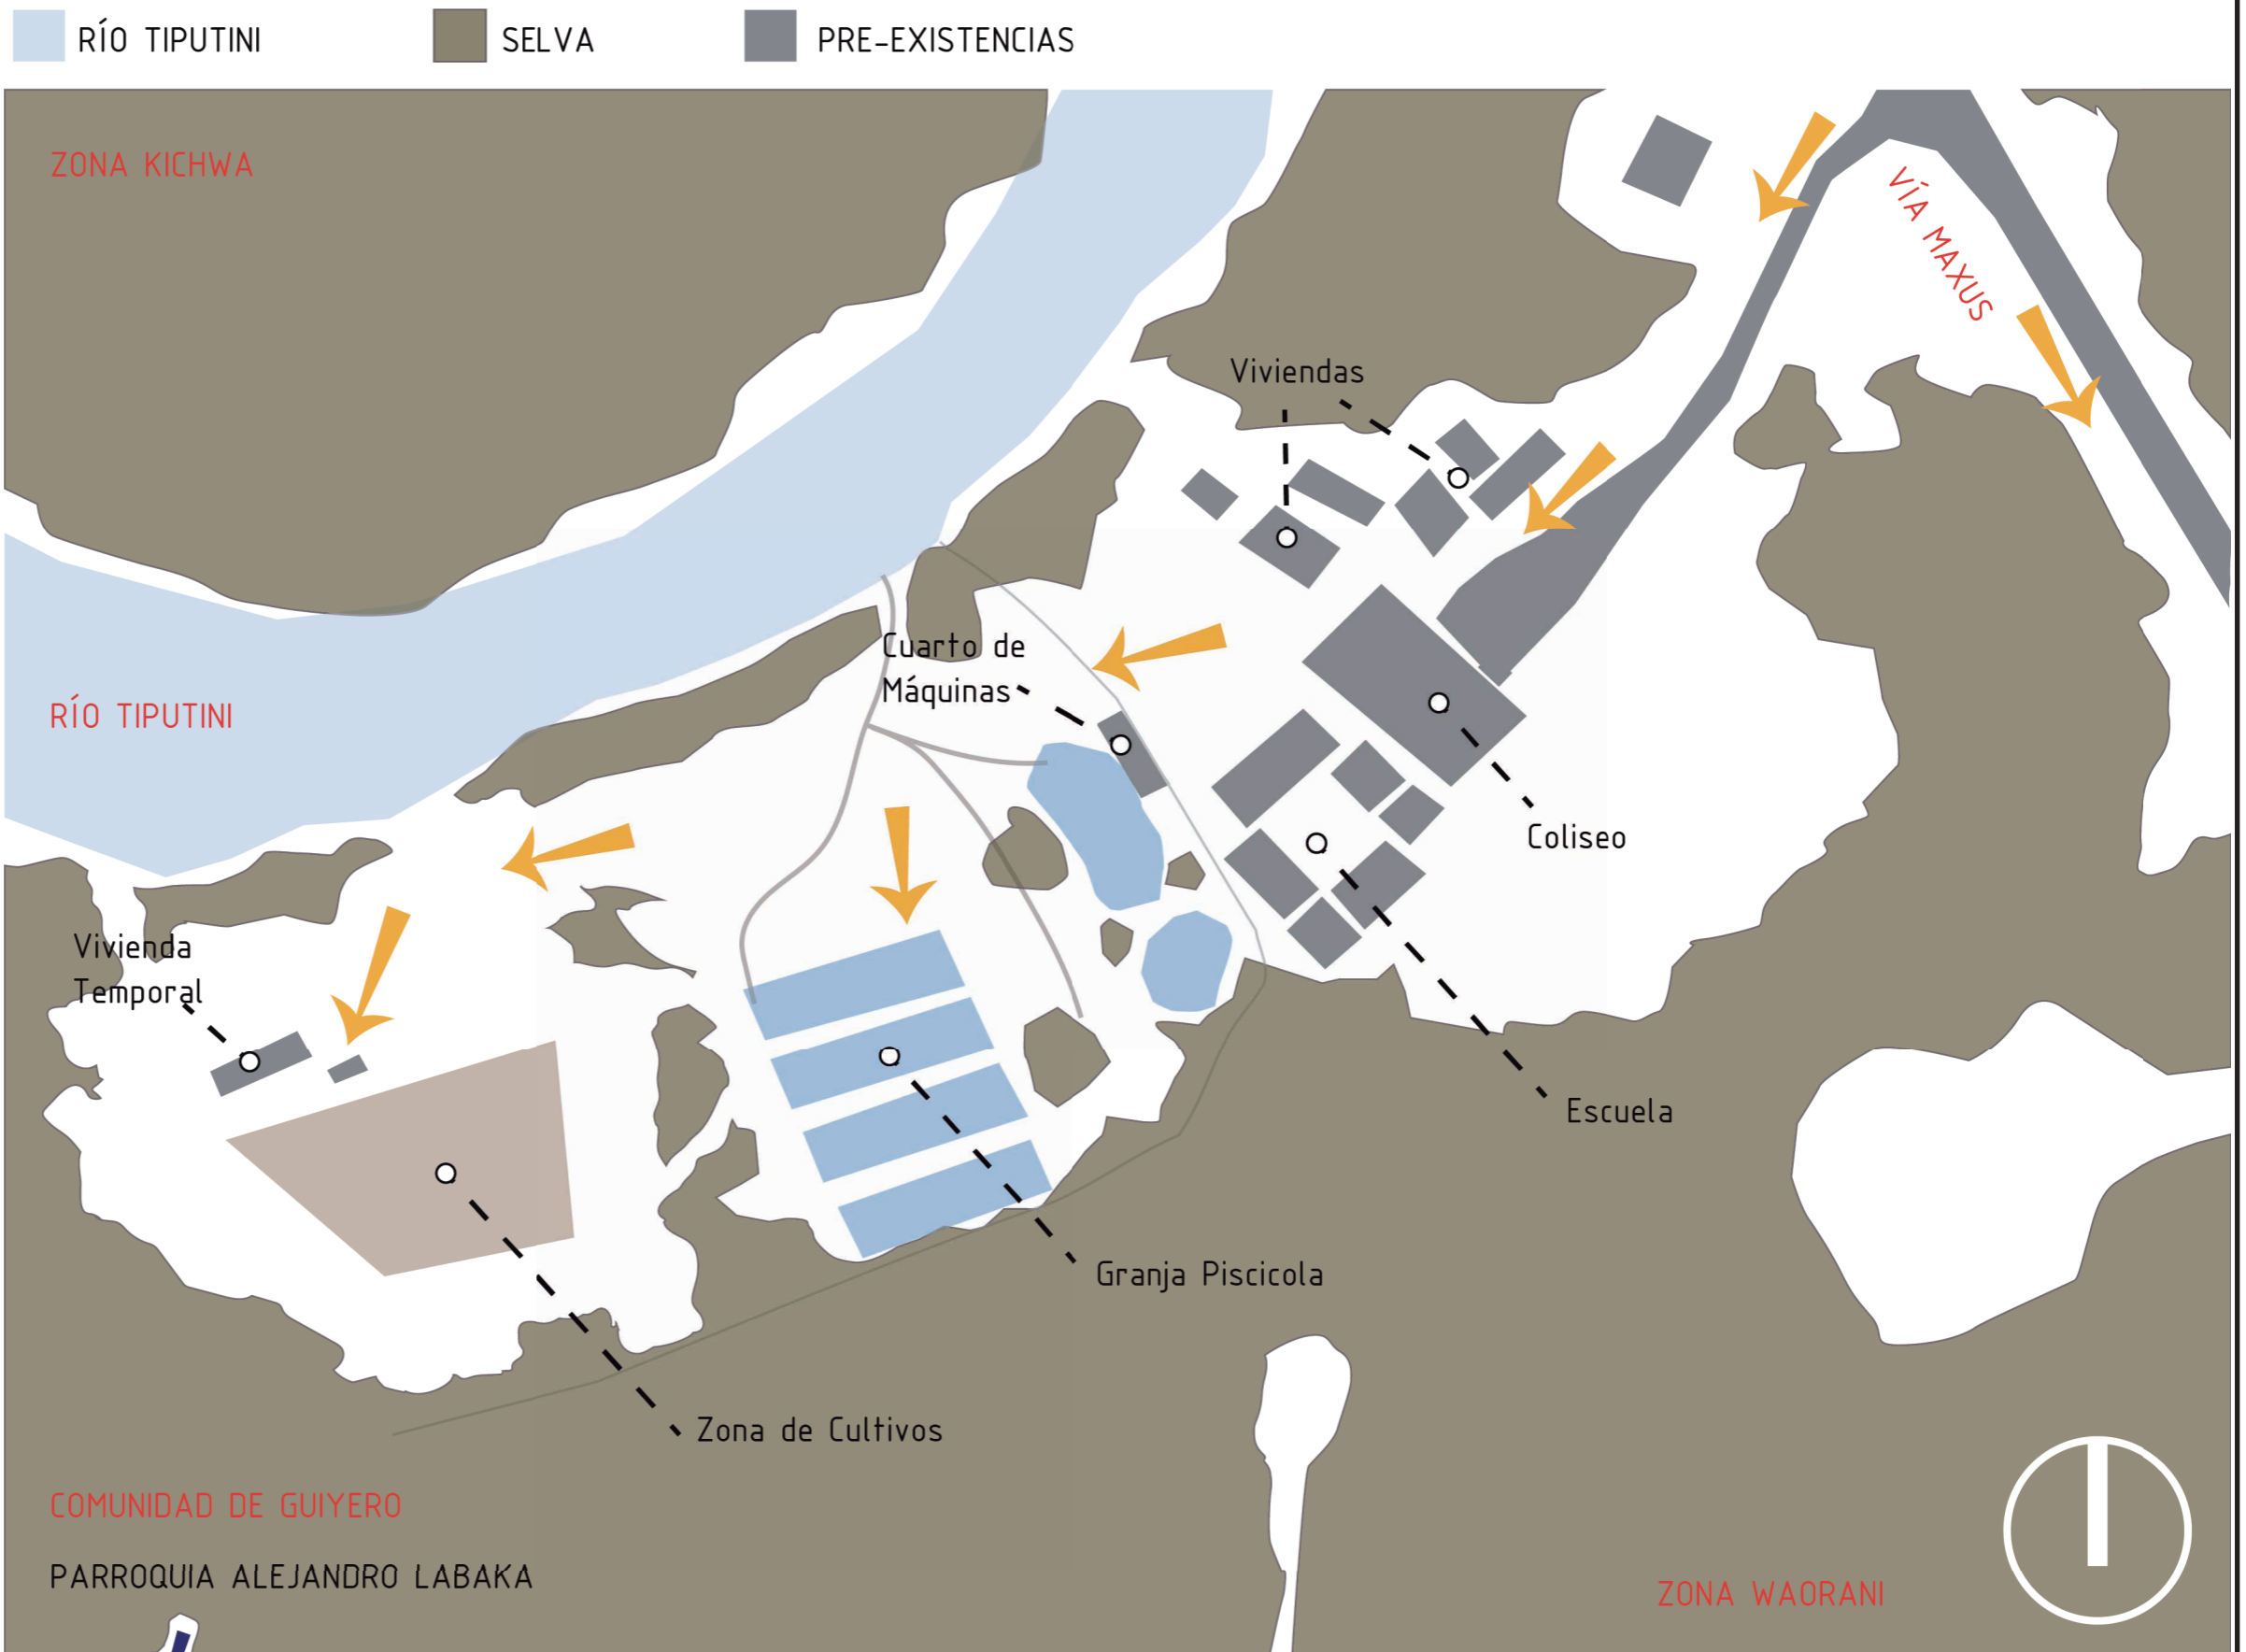 RÍO TIPUTINI
SELVA
PRE-EXISTENCIAS
ZONA KICHWA
VÍA MAXUS
Viviendas
Cuarto de
Máquinas
RÍO TIPUTINI
Coliseo
Vivienda
Temporal
Escuela
Granja Piscicola
Zona de Cultivos
COMUNIDAD DE GUIYERO
PARROQUIA ALEJANDRO LABAKA
ZONA WAORANI